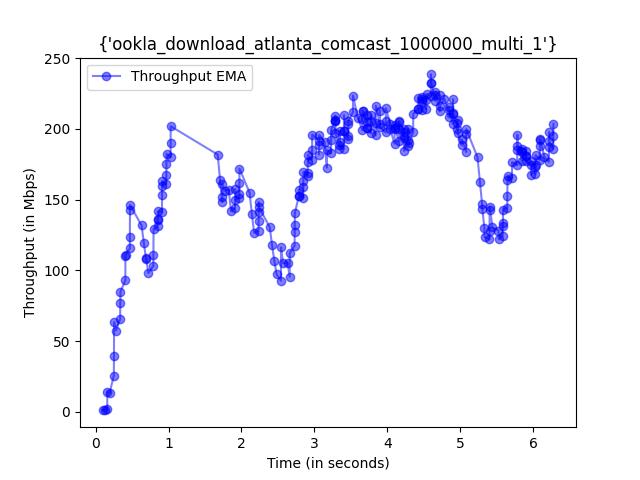 {'ookla_download_atlanta_comcast_1000000_multi_1'}
Throughput EMA
Throughput (in Mbps)
250
200
150
100
50
0
0 1 2 3 4 5 6
Time (in seconds)